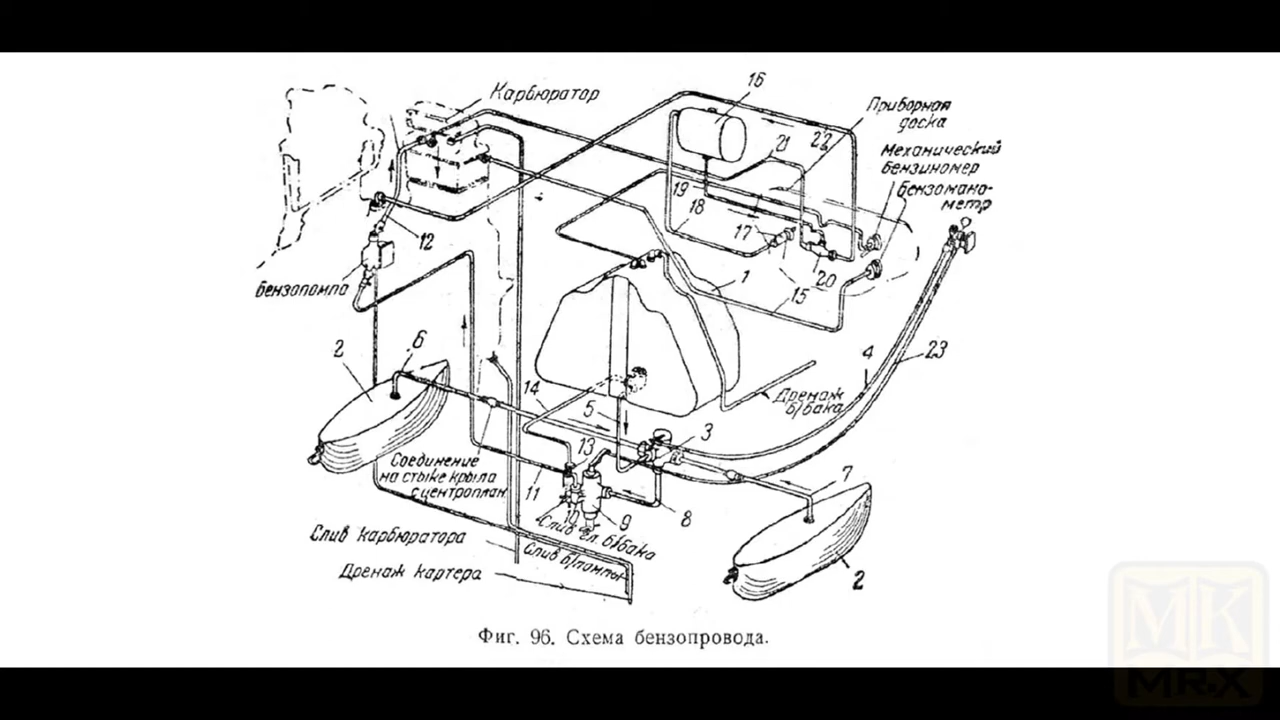 16
Карбюратор
Приборная
доска
22
21
Механический
бензиномер
Бензомано-
метр
19
18
17
12
1
20
15
Бензопомпа
2
6
4
23
14
5
Дренаж
б/бака
3
13
Соединение
на стыке крыла
с центроплан
11
7
10
9
8
Слив гл. б/бака
Слив карбюратора
Слив б/помпы
Дренаж картера
2
Фиг. 96. Схема бензопровода.
MK
MR-X